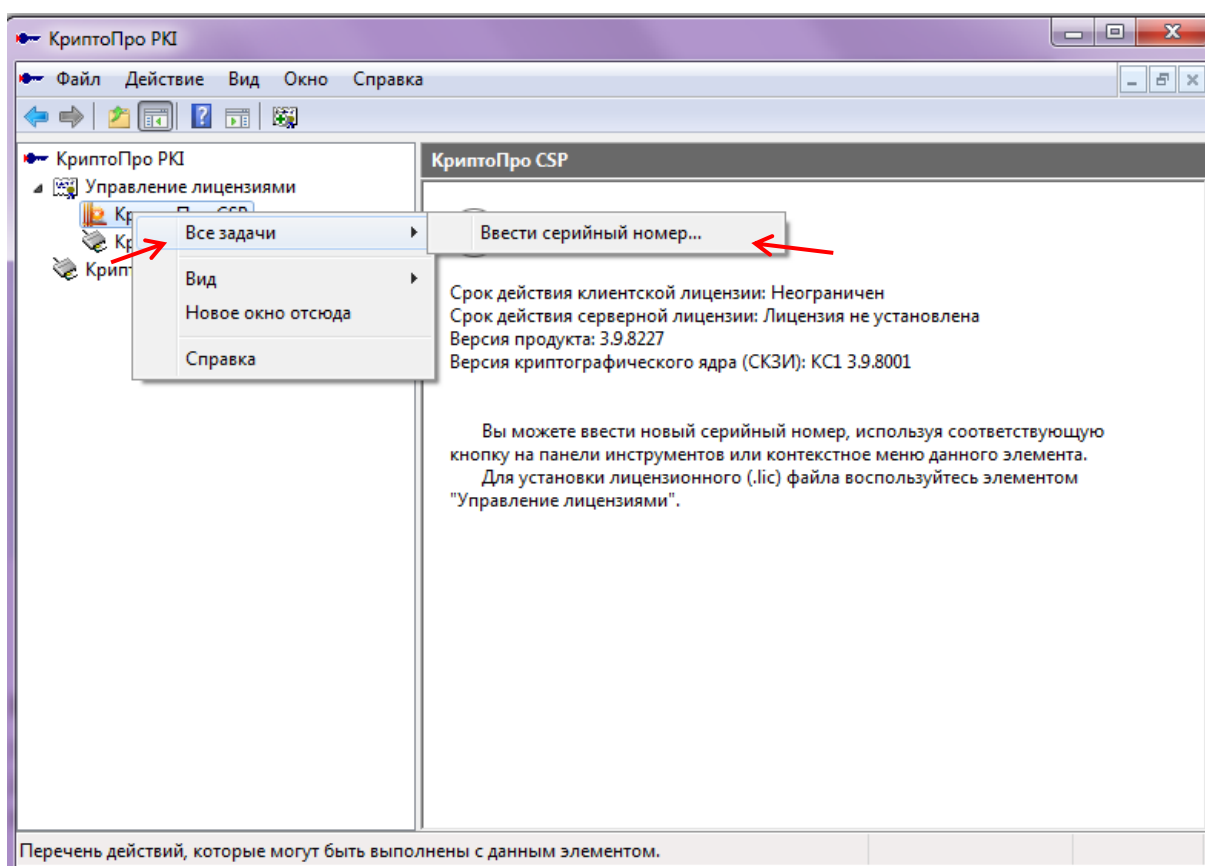 КриптоПро PKI
Файл Действие Вид Окно Справка
КриптоПро PKI
Управление лицензиями
КриптоПро CSP
Все задачи
Вид
Новое окно отсюда
Справка
Ввести серийный номер...
Срок действия клиентской лицензии: Неограничен
Срок действия серверной лицензии: Лицензия не установлена
Версия продукта: 3.9.8227
Версия криптографического ядра (СКЗИ): КС1 3.9.8001
Вы можете ввести новый серийный номер, используя соответствующую
кнопку на панели инструментов или контекстное меню данного элемента.
Для установки лицензионного (.lic) файла воспользуйтесь элементом
"Управление лицензиями".
Перечень действий, которые могут быть выполнены с данным элементом.